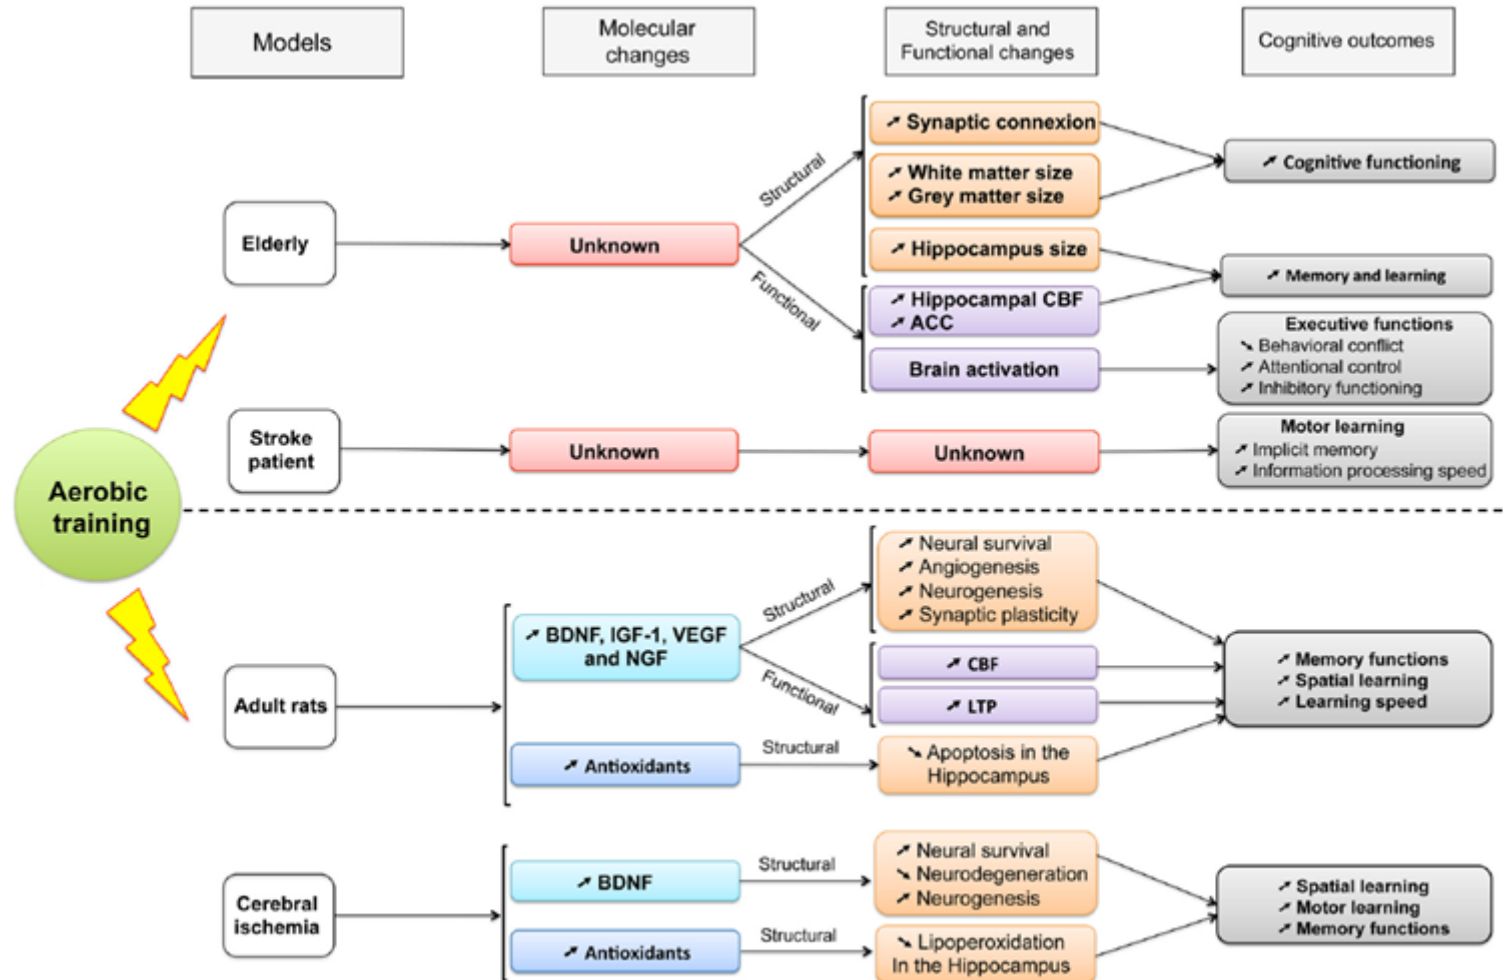 Models
Molecular
changes
Structural and
Functional changes
Cognitive outcomes
Aerobic
training
Elderly
Unknown
Structural
Functional
↗ Synaptic connexion
↗ White matter size
↗ Grey matter size
↗ Hippocampus size
↗ Hippocampal CBF
↗ ACC
Brain activation
↗ Cognitive functioning
↗ Memory and learning
Executive functions
↘ Behavioral conflict
↗ Attentional control
↗ Inhibitory functioning
Stroke
patient
Unknown
Unknown
Motor learning
↗ Implicit memory
↗ Information processing speed
Adult rats
↗ BDNF, IGF-1, VEGF
and NGF
Structural
Functional
↗ Neural survival
↗ Angiogenesis
↗ Neurogenesis
↗ Synaptic plasticity
↗ CBF
↗ LTP
↗ Antioxidants
Structural
↘ Apoptosis in the
Hippocampus
↗ Memory functions
↗ Spatial learning
↗ Learning speed
Cerebral
ischemia
↗ BDNF
Structural
↗ Neural survival
↘ Neurodegeneration
↗ Neurogenesis
↗ Antioxidants
Structural
↘ Lipoperoxidation
In the Hippocampus
↗ Spatial learning
↗ Motor learning
↗ Memory functions